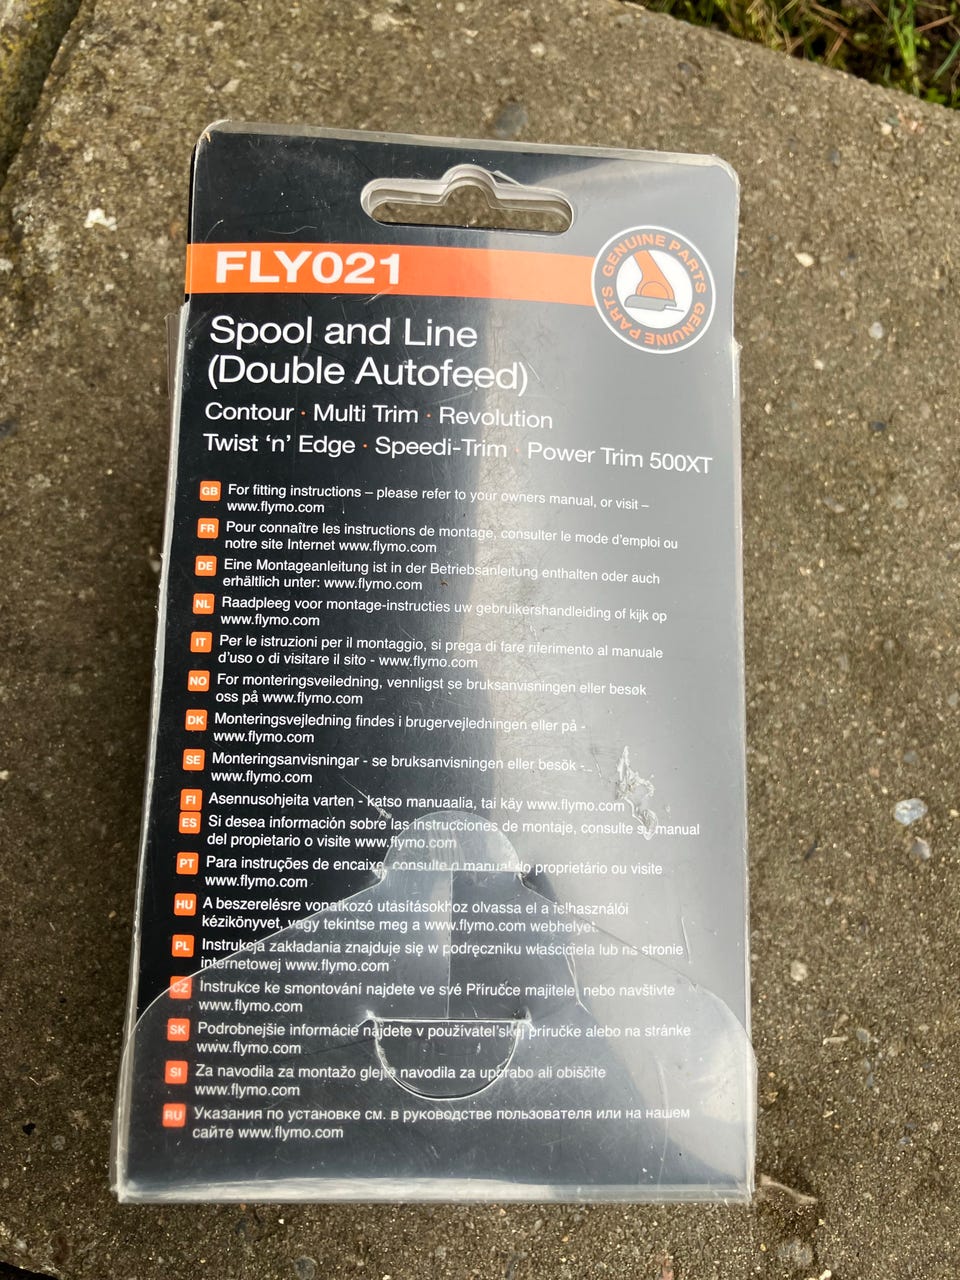 FLY021
GENUINE PARTS GENUINE PARTS
Spool and Line
(Double Autofeed)
Contour · Multi Trim · Revolution
Twist ‘n’ Edge · Speedi-Trim · Power Trim 500XT
GB For fitting instructions – please refer to your owners manual, or visit –
www.flymo.com
FR Pour connaître les instructions de montage, consulter le mode d'emploi ou
notre site Internet www.flymo.com
DE Eine Montageanleitung ist in der Betriebsanleitung enthalten oder auch
erhältlich unter: www.flymo.com
NL Raadpleeg voor montage-instructies uw gebruikershandleiding of kijk op
www.flymo.com
IT Per le istruzioni per il montaggio, si prega di fare riferimento al manuale
d'uso o di visitare il sito - www.flymo.com
NO For monteringsveiledning, vennligst se bruksanvisningen eller besøk
oss på www.flymo.com
DK Monteringsvejledning findes i brugervejledningen eller på -
www.flymo.com
SE Monteringsanvisningar - se bruksanvisningen eller besök -
www.flymo.com
FI Asennusohjeita varten - katso manuaalia, tai käy www.flymo.com
ES Si desea información sobre las instrucciones de montaje, consulte su manual
del propietario o visite www.flymo.com
PT Para instruções de encaixe, consulte o manual do proprietário ou visite
www.flymo.com
HU A beszerelésre vonatkozó utasításokhoz olvassa el a felhasználói
kézikönyvet, vagy tekintse meg a www.flymo.com webhelyet.
PL Instrukcja zakładania znajduje się w podręczniku właściciela lub na stronie
internetowej www.flymo.com
CZ Instrukce ke smontování najdete ve své Příručce majitele, nebo navštivte
www.flymo.com
SK Podrobnejšie informácie nájdete v používateľskej príručke alebo na stránke
www.flymo.com
SI Za navodila za montažo glejte navodila za uporabo ali obiščite
www.flymo.com
RU Указания по установке см. в руководстве пользователя или на нашем
сайте www.flymo.com